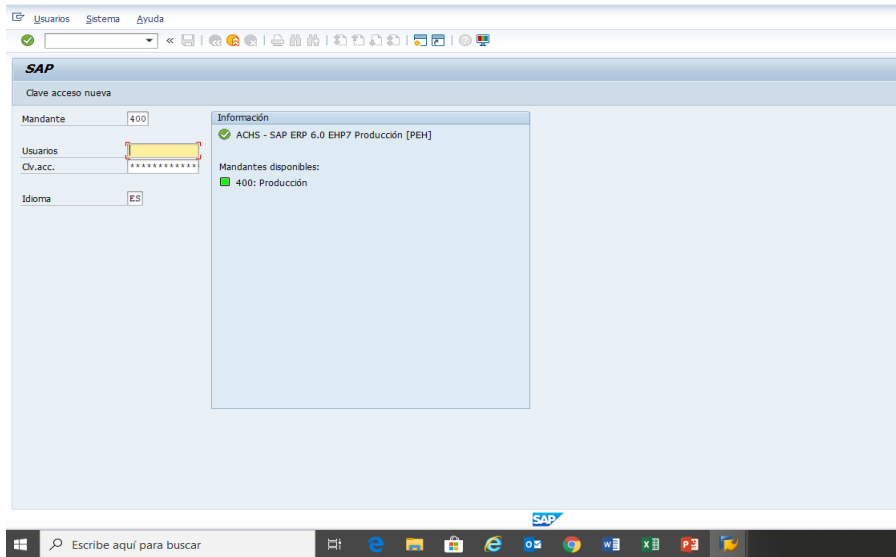 Usuarios Sistema Ayuda
SAP
Clave acceso nueva
Mandante 400
Información
ACHS - SAP ERP 6.0 EHP7 Producción [PEH]
Usuarios
Clv.acc. ************
Mandantes disponibles:
400: Producción
Idioma ES
SAP
Escribe aquí para buscar